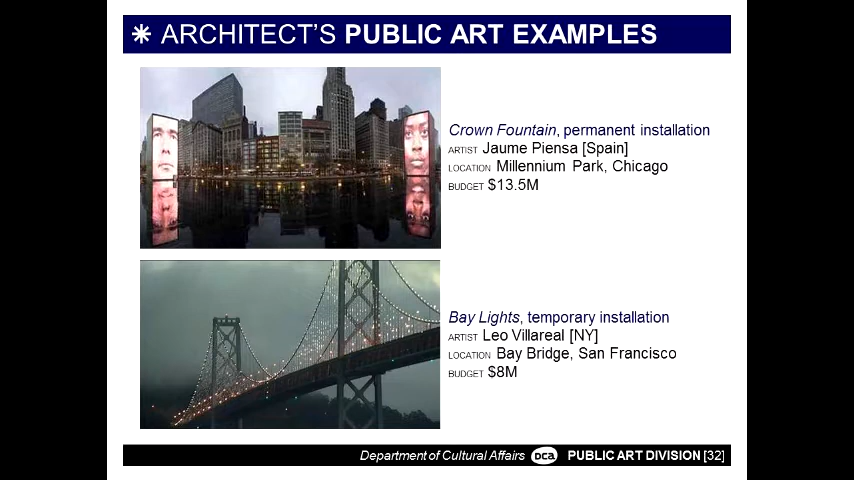 ✳ ARCHITECT'S PUBLIC ART EXAMPLES
Crown Fountain, permanent installation
ARTIST Jaume Piensa [Spain]
LOCATION Millennium Park, Chicago
BUDGET $13.5M
Bay Lights, temporary installation
ARTIST Leo Villareal [NY]
LOCATION Bay Bridge, San Francisco
BUDGET $8M
Department of Cultural Affairs DCA PUBLIC ART DIVISION [32]